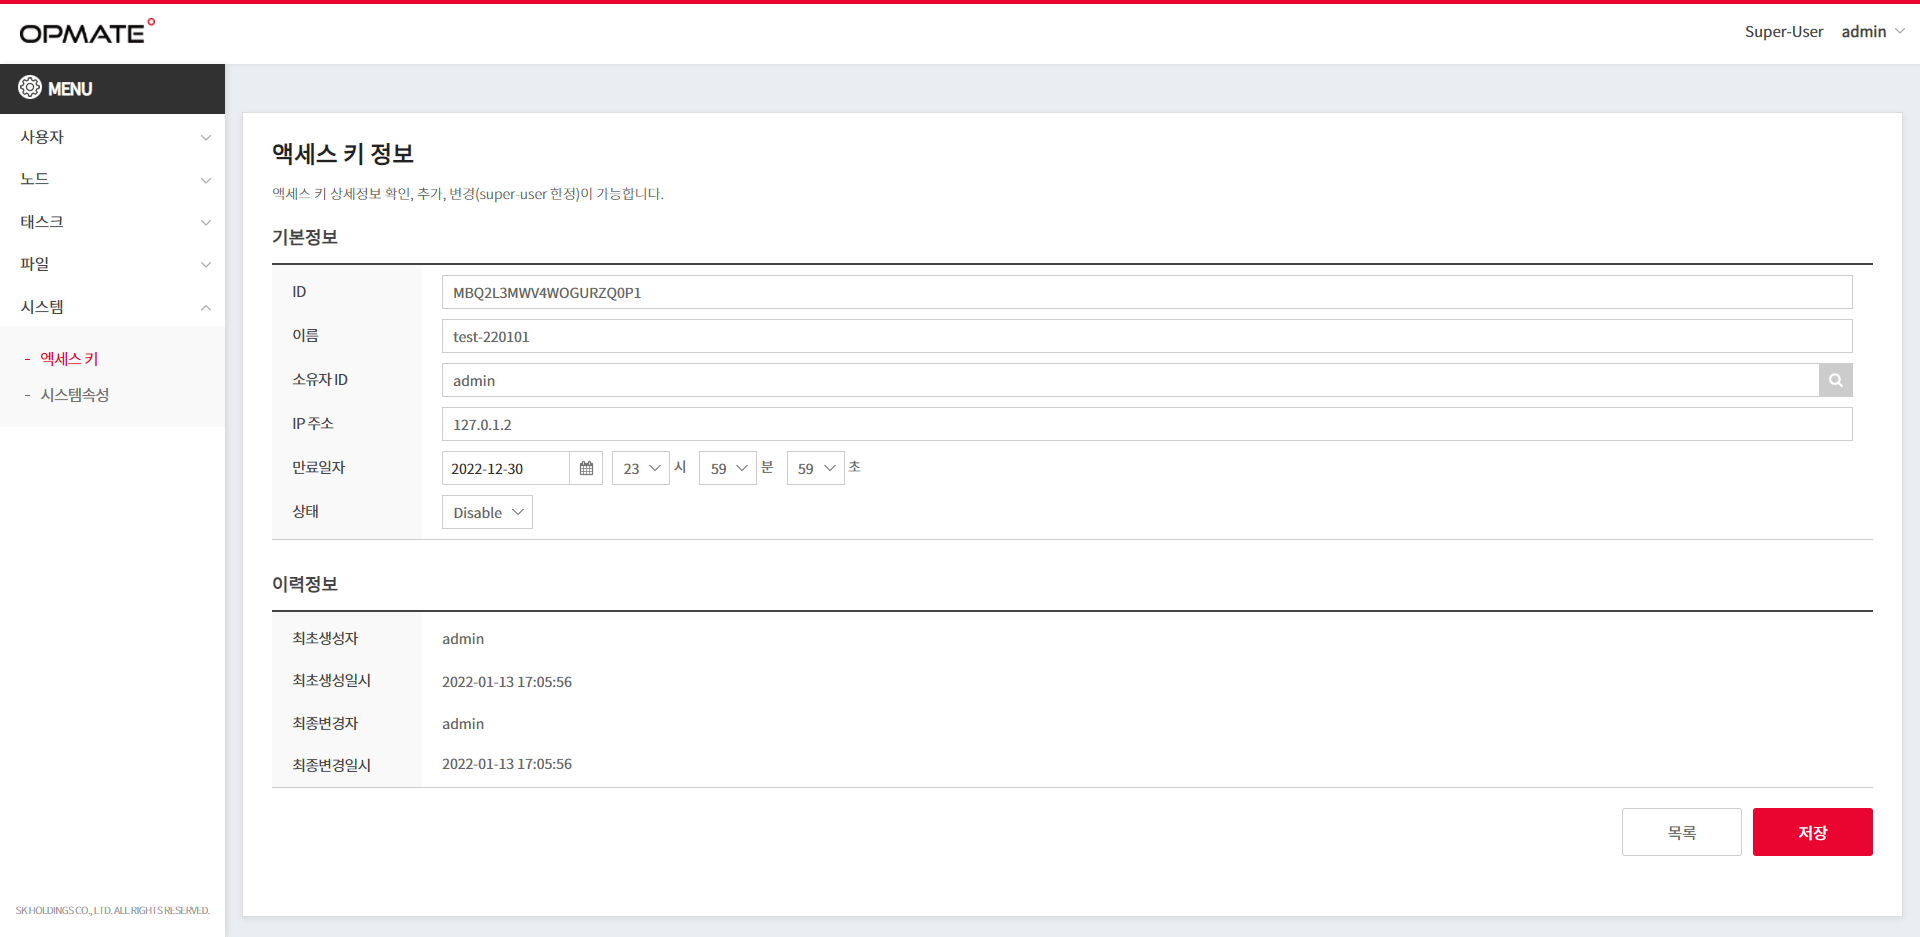 OPMATE
Super-User admin
MENU
사용자
노드
태스크
파일
시스템
- 엑세스 키
- 시스템속성
SK HOLDINGS CO., LTD. ALL RIGHTS RESERVED.
액세스 키 정보
액세스 키 상세정보 확인, 추가, 변경(super-user 한정)이 가능합니다.
기본정보
ID MBQ2L3MWV4WOGURZQ0P1
이름 test-220101
소유자 ID admin
IP 주소 127.0.1.2
만료일자 2022-12-30 23 시 59 분 59 초
상태 Disable
이력정보
최초생성자 admin
최초생성일시 2022-01-13 17:05:56
최종변경자 admin
최종변경일시 2022-01-13 17:05:56
목록 저장